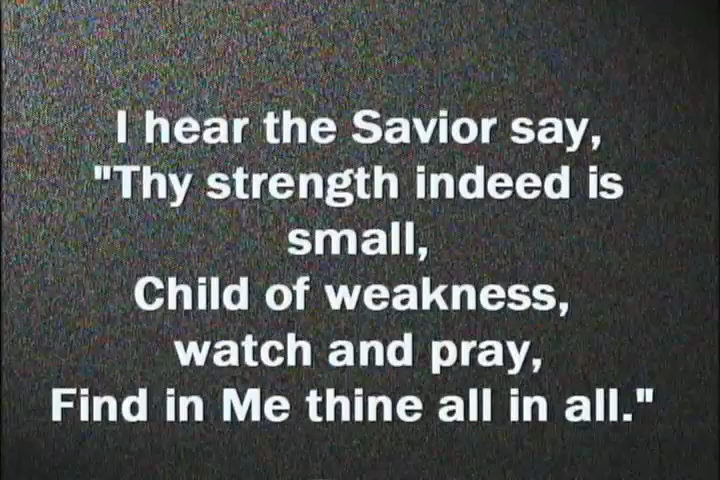 I hear the Savior say,
"Thy strength indeed is
small,
Child of weakness,
watch and pray,
Find in Me thine all in all."